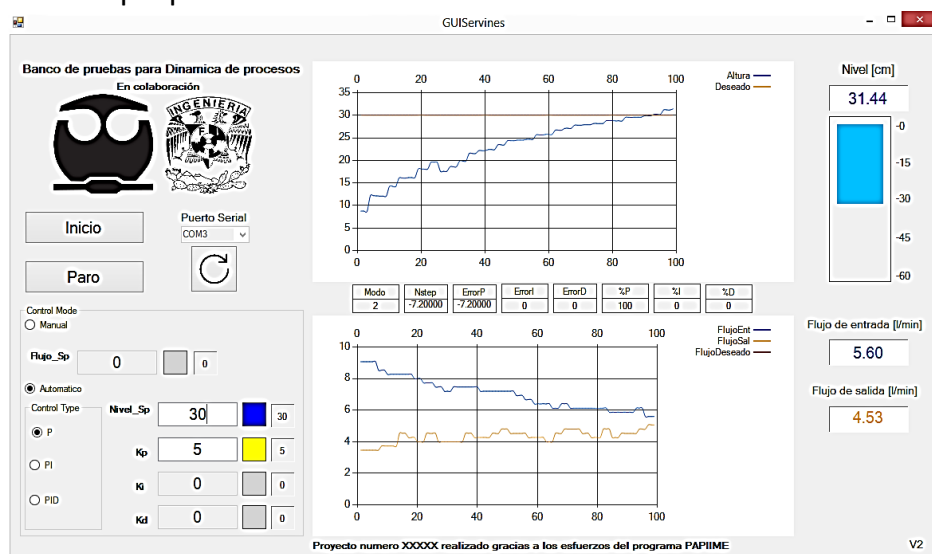 GUIServines
Banco de pruebas para Dinamica de procesos
En colaboración
INGENIERIA
Inicio
Puerto Serial
COM3
Paro
Control Mode
Manual
Flujo_Sp
0
0
Automatico
Control Type
P
PI
PID
Nivel_Sp
30
30
Kp
5
5
Ki
0
0
Kd
0
0
0 20 40 60 80 100
Altura
Deseado
35
30
25
20
15
10
5
0
0 20 40 60 80 100
Modo Nstep ErrorP ErrorI ErrorD %P %I %D
2 -7.20000 -7.20000 0 0 100 0 0
0 20 40 60 80 100
FlujoEnt
FlujoSal
FlujoDeseado
10
8
6
4
2
0
0 20 40 60 80 100
Nivel [cm]
31.44
-0
-15
-30
-45
-60
Flujo de entrada [l/min]
5.60
Flujo de salida [l/min]
4.53
Proyecto numero XXXXX realizado gracias a los esfuerzos del programa PAPIIME
V2